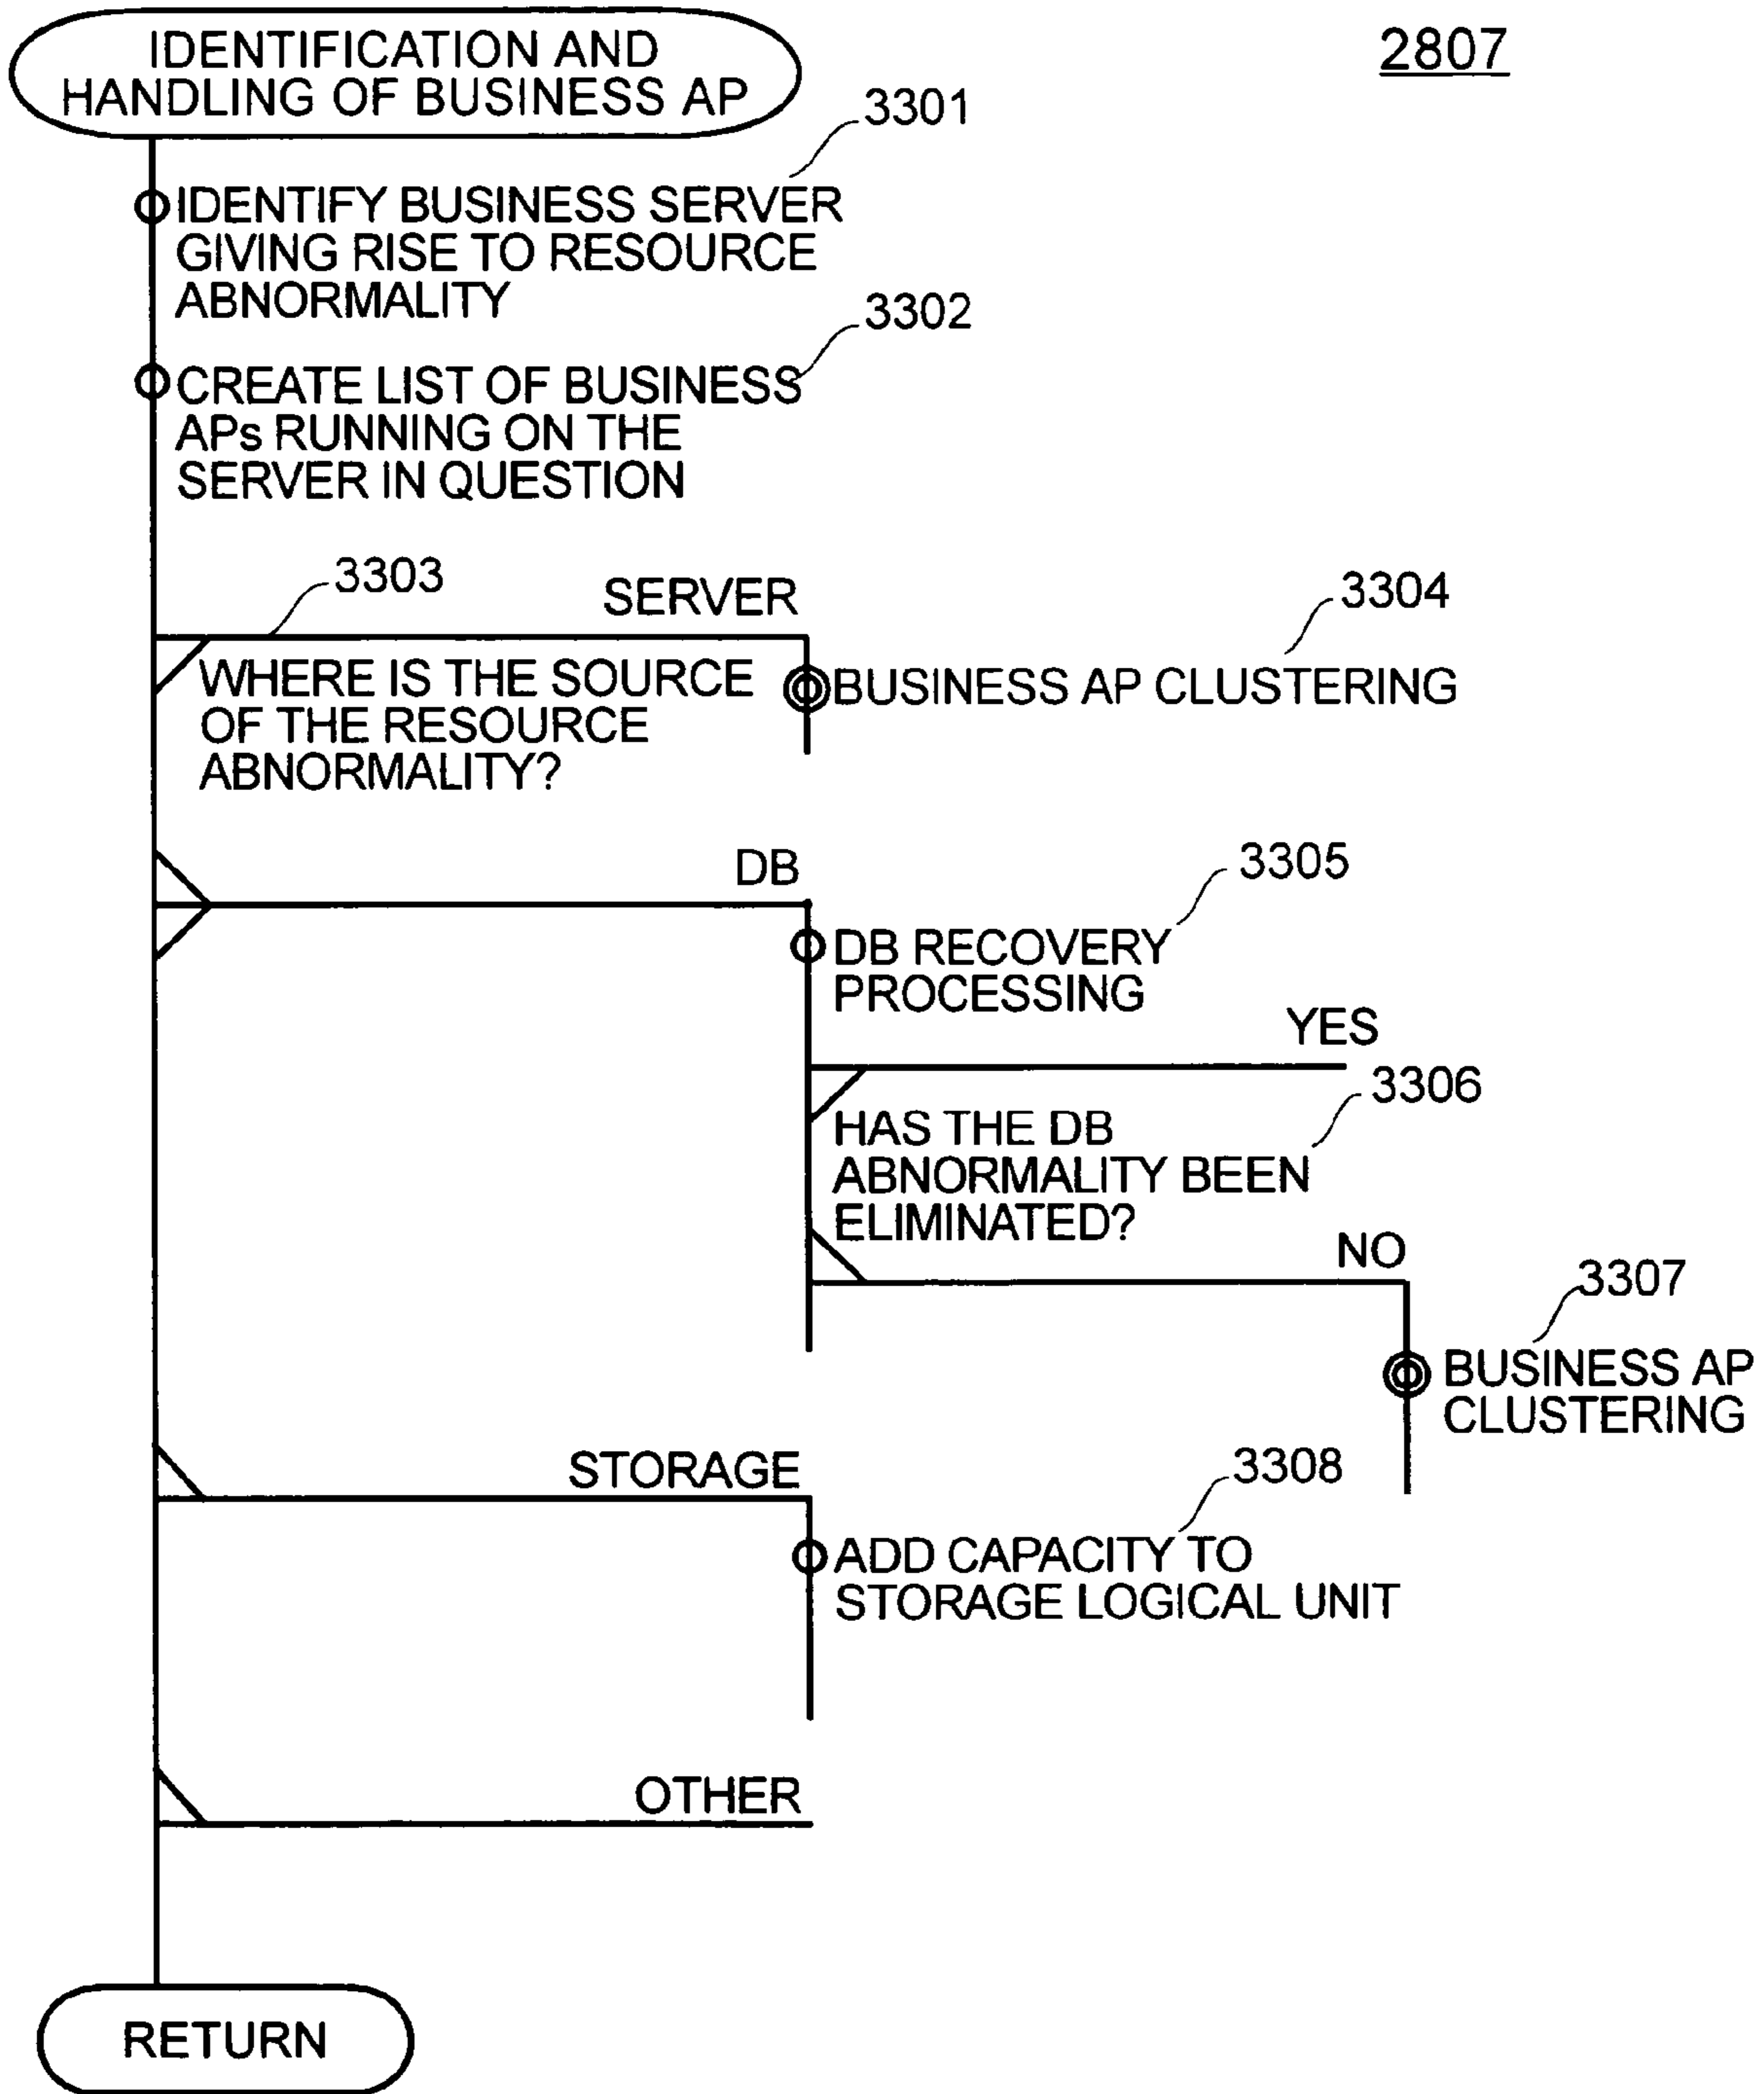 IDENTIFICATION AND
HANDLING OF BUSINESS AP
2807
3301
IDENTIFY BUSINESS SERVER
GIVING RISE TO RESOURCE
ABNORMALITY
3302
CREATE LIST OF BUSINESS
APs RUNNING ON THE
SERVER IN QUESTION
3303
SERVER
3304
WHERE IS THE SOURCE
OF THE RESOURCE
ABNORMALITY?
BUSINESS AP CLUSTERING
DB
3305
DB RECOVERY
PROCESSING
YES
3306
HAS THE DB
ABNORMALITY BEEN
ELIMINATED?
NO
3307
BUSINESS AP
CLUSTERING
STORAGE
3308
ADD CAPACITY TO
STORAGE LOGICAL UNIT
OTHER
RETURN